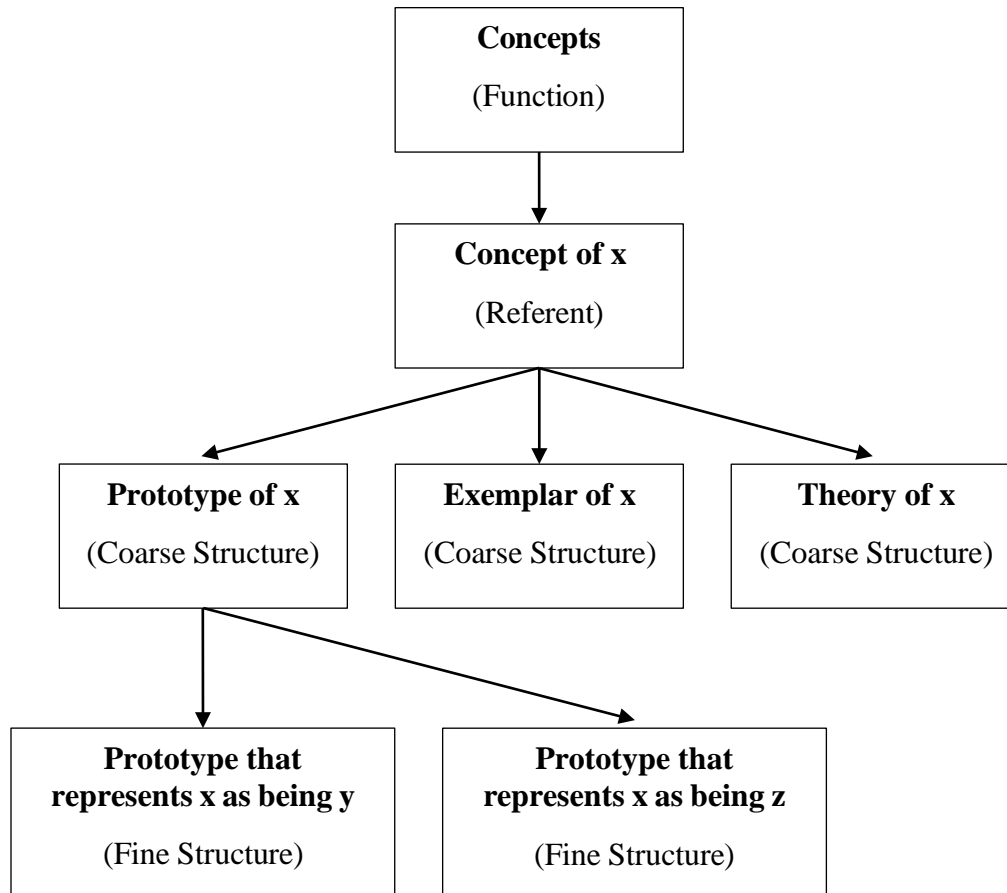 Concepts
(Function)
Concept of x
(Referent)
Prototype of x
(Coarse Structure)
Exemplar of x
(Coarse Structure)
Theory of x
(Coarse Structure)
Prototype that
represents x as being y
(Fine Structure)
Prototype that
represents x as being z
(Fine Structure)